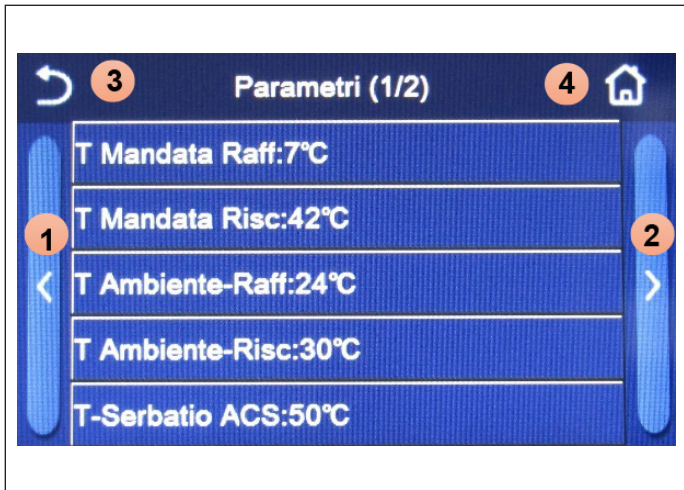 3 Parametri (1/2) 4
T Mandata Raff:7℃
T Mandata Risc:42℃
1 2
T Ambiente-Raff:24℃
T Ambiente-Risc:30℃
T-Serbatio ACS:50℃